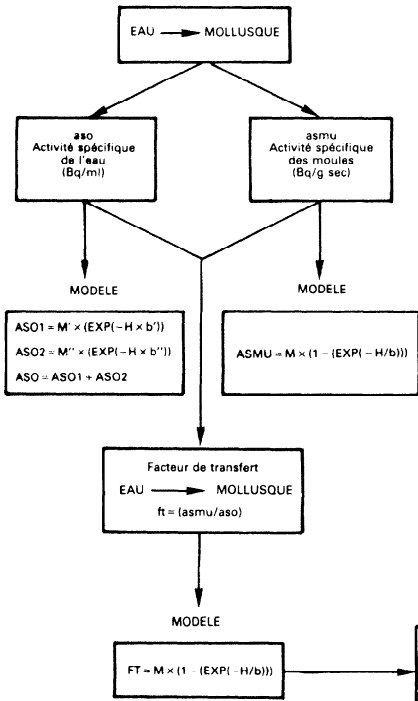 EAU → MOLLUSQUE
aso
Activité spécifique
de l'eau
(Bq/ml)
asmu
Activité spécifique
des moules
(Bq/g sec)
MODELE
ASO1 = M' × (EXP(−H × b'))
ASO2 = M'' × (EXP(−H × b''))
ASO = ASO1 + ASO2
MODELE
ASMU = M × (1 − (EXP(−H/b)))
Facteur de transfert
EAU → MOLLUSQUE
ft = (asmu/aso)
MODELE
FT = M × (1 − (EXP(−H/b)))